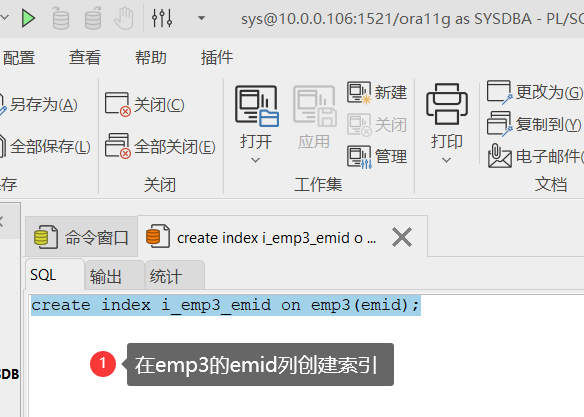 sys@10.0.0.106:1521/ora11g as SYSDBA - PL/SQ
配置 查看 帮助 插件
另存为(A)
全部保存(L)
存
关闭(C)
全部关闭(E)
关闭
打开
应用
新建
关闭
管理
工作集
打印
更改为(G)
复制到(Y)
电子邮件(
文档
命令窗口
create index i_emp3_emid o ...
SQL 输出 统计
create index i_emp3_emid on emp3(emid);
1 在emp3的emid列创建索引
SDB